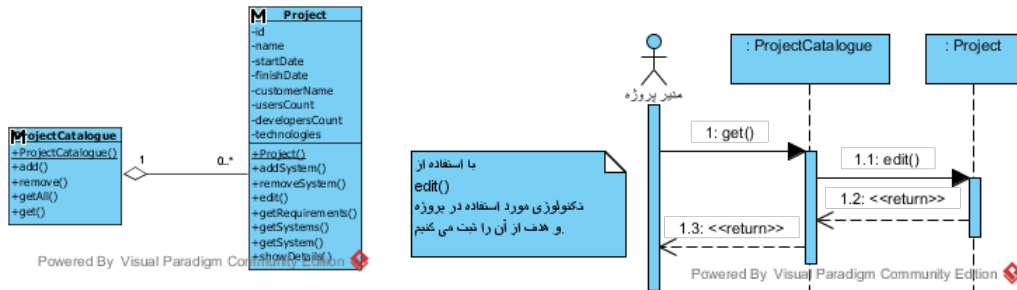 ProjectCatalogue
+ProjectCatalogue()
+add()
+remove()
+getAll()
+get()
1
0..*
M Project
-id
-name
-startDate
-finishDate
-customerName
-usersCount
-developersCount
-technologies
+Project()
+addSystem()
+removeSystem()
+edit()
+getRequirements()
+getSystems()
+getSystem()
+showDetails()
Powered By Visual Paradigm Community Edition
با استفاده از
edit()
تکنولوژی مورد استفاده در پروژه
و هدف از آن را ثبت می کنیم.
مدیر پروژه
: ProjectCatalogue
: Project
1: get()
1.1: edit()
1.2: <<return>>
1.3: <<return>>
Powered By Visual Paradigm Community Edition